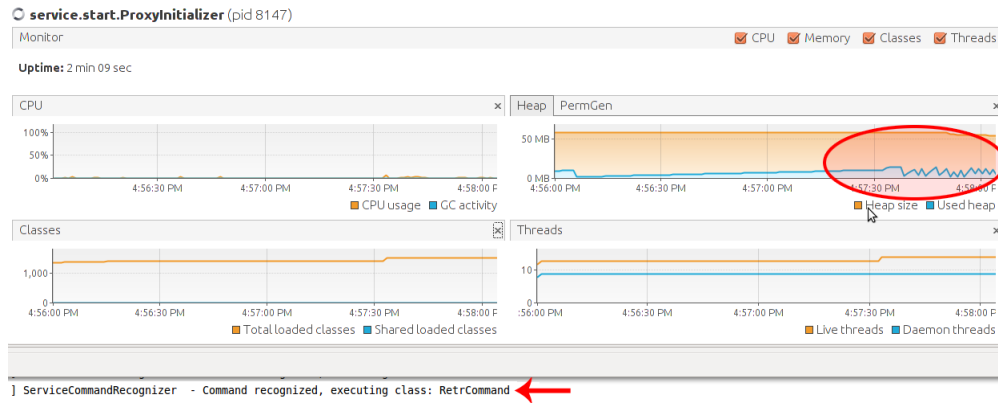 service.start.ProxyInitializer (pid 8147)
Monitor
CPU Memory Classes Threads
Uptime: 2 min 09 sec
CPU ×
100%
50%
0%
4:56:30 PM 4:57:00 PM 4:57:30 PM 4:58:00 F
CPU usage GC activity
Heap PermGen ×
50 MB
0 MB
4:56:00 PM 4:56:30 PM 4:57:00 PM 4:57:30 PM 4:58:00 F
Heap size Used heap
Classes ×
1,000
0
4:56:00 PM 4:56:30 PM 4:57:00 PM 4:57:30 PM 4:58:00 F
Total loaded classes Shared loaded classes
Threads ×
10
0
:56:00 PM 4:56:30 PM 4:57:00 PM 4:57:30 PM 4:58:00 F
Live threads Daemon threads
] ServiceCommandRecognizer - Command recognized, executing class: RetrCommand